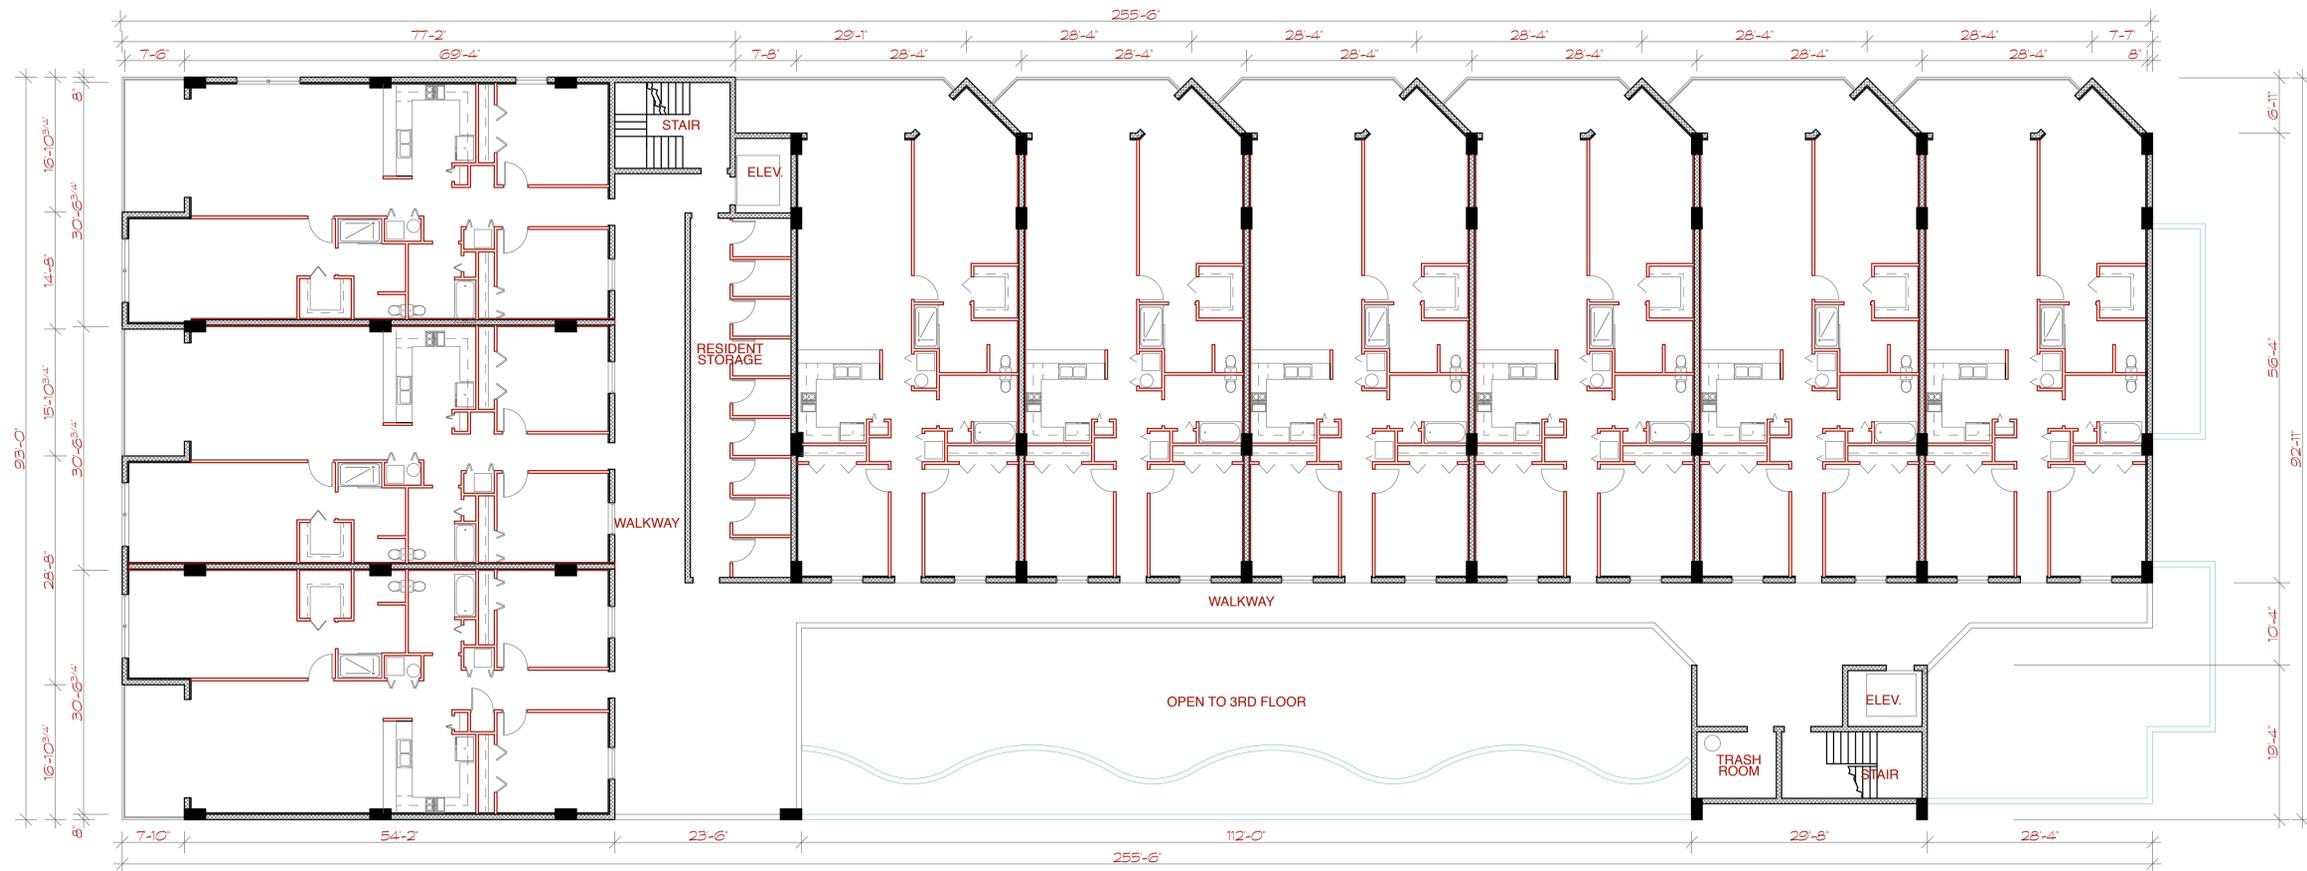 255'-6"
77'-2" 29'-1" 28'-4" 28'-4" 28'-4" 28'-4" 28'-4" 7'-7"
7'-6" 69'-4" 7'-8" 28'-4" 28'-4" 28'-4" 28'-4" 28'-4" 28'-4" 8"
8"
6'-11"
STAIR
16'-10 3/4"
ELEV.
30'-6 3/4"
14'-8"
RESIDENT
STORAGE
56'-4"
15'-10 3/4"
93'-0"
30'-6 3/4"
92'-11"
WALKWAY
28'-8"
WALKWAY
10'-4"
30'-6 3/4"
OPEN TO 3RD FLOOR
ELEV.
19'-4"
16'-10 3/4"
TRASH
ROOM
STAIR
8"
7'-10" 54'-2" 23'-6" 112'-0" 29'-8" 28'-4"
255'-6"